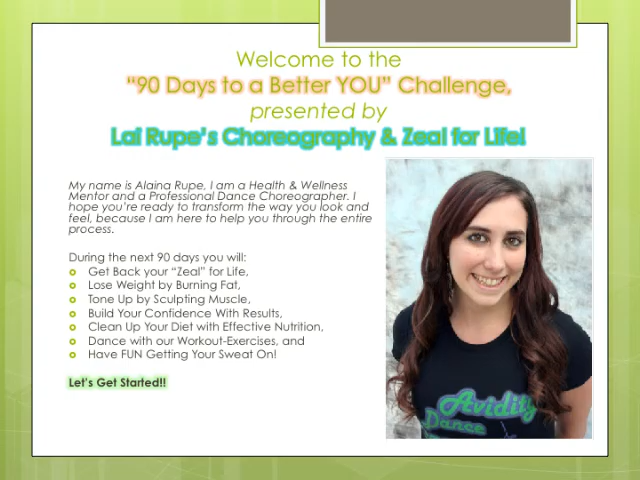 Welcome to the
“90 Days to a Better YOU” Challenge,
presented by
Lai Rupe’s Choreography & Zeal for Life!
My name is Alaina Rupe, I am a Health & Wellness
Mentor and a Professional Dance Choreographer. I
hope you’re ready to transform the way you look and
feel, because I am here to help you through the entire
process.
During the next 90 days you will:
Get Back your “Zeal” for Life,
Lose Weight by Burning Fat,
Tone Up by Sculpting Muscle,
Build Your Confidence With Results,
Clean Up Your Diet with Effective Nutrition,
Dance with our Workout-Exercises, and
Have FUN Getting Your Sweat On!
Let’s Get Started!!
Avidity
Dance